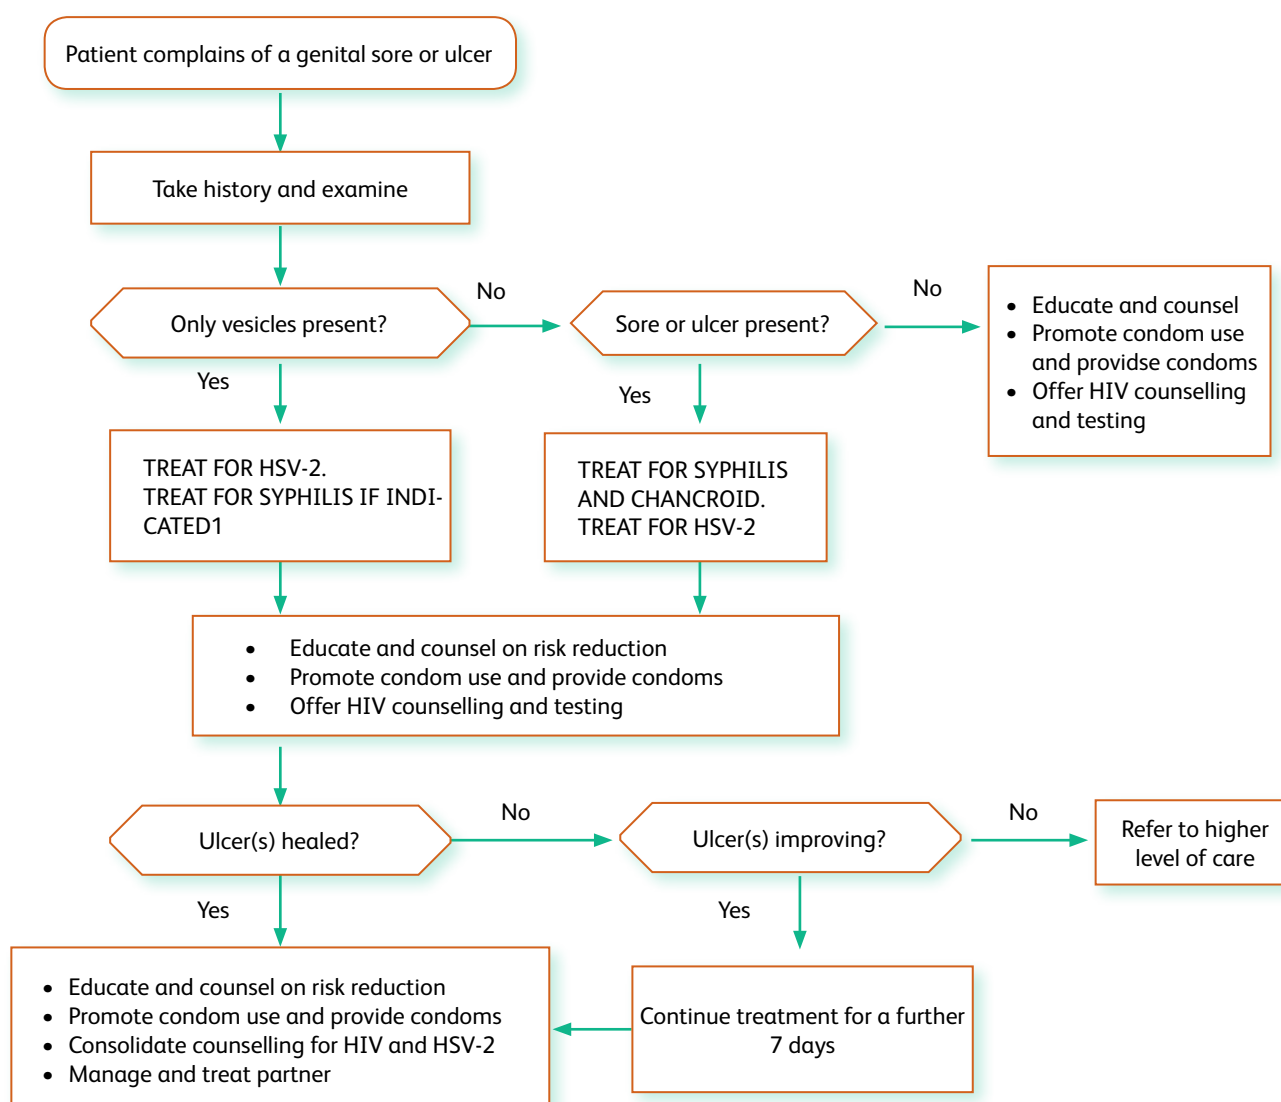 Patient complains of a genital sore or ulcer
Take history and examine
Only vesicles present?
No
Sore or ulcer present?
No
• Educate and counsel
• Promote condom use
and providse condoms
• Offer HIV counselling
and testing
Yes
Yes
TREAT FOR HSV-2.
TREAT FOR SYPHILIS IF INDI-
CATED1
TREAT FOR SYPHILIS
AND CHANCROID.
TREAT FOR HSV-2
• Educate and counsel on risk reduction
• Promote condom use and provide condoms
• Offer HIV counselling and testing
Ulcer(s) healed?
No
Ulcer(s) improving?
No
Refer to higher
level of care
Yes
Yes
• Educate and counsel on risk reduction
• Promote condom use and provide condoms
• Consolidate counselling for HIV and HSV-2
• Manage and treat partner
Continue treatment for a further
7 days